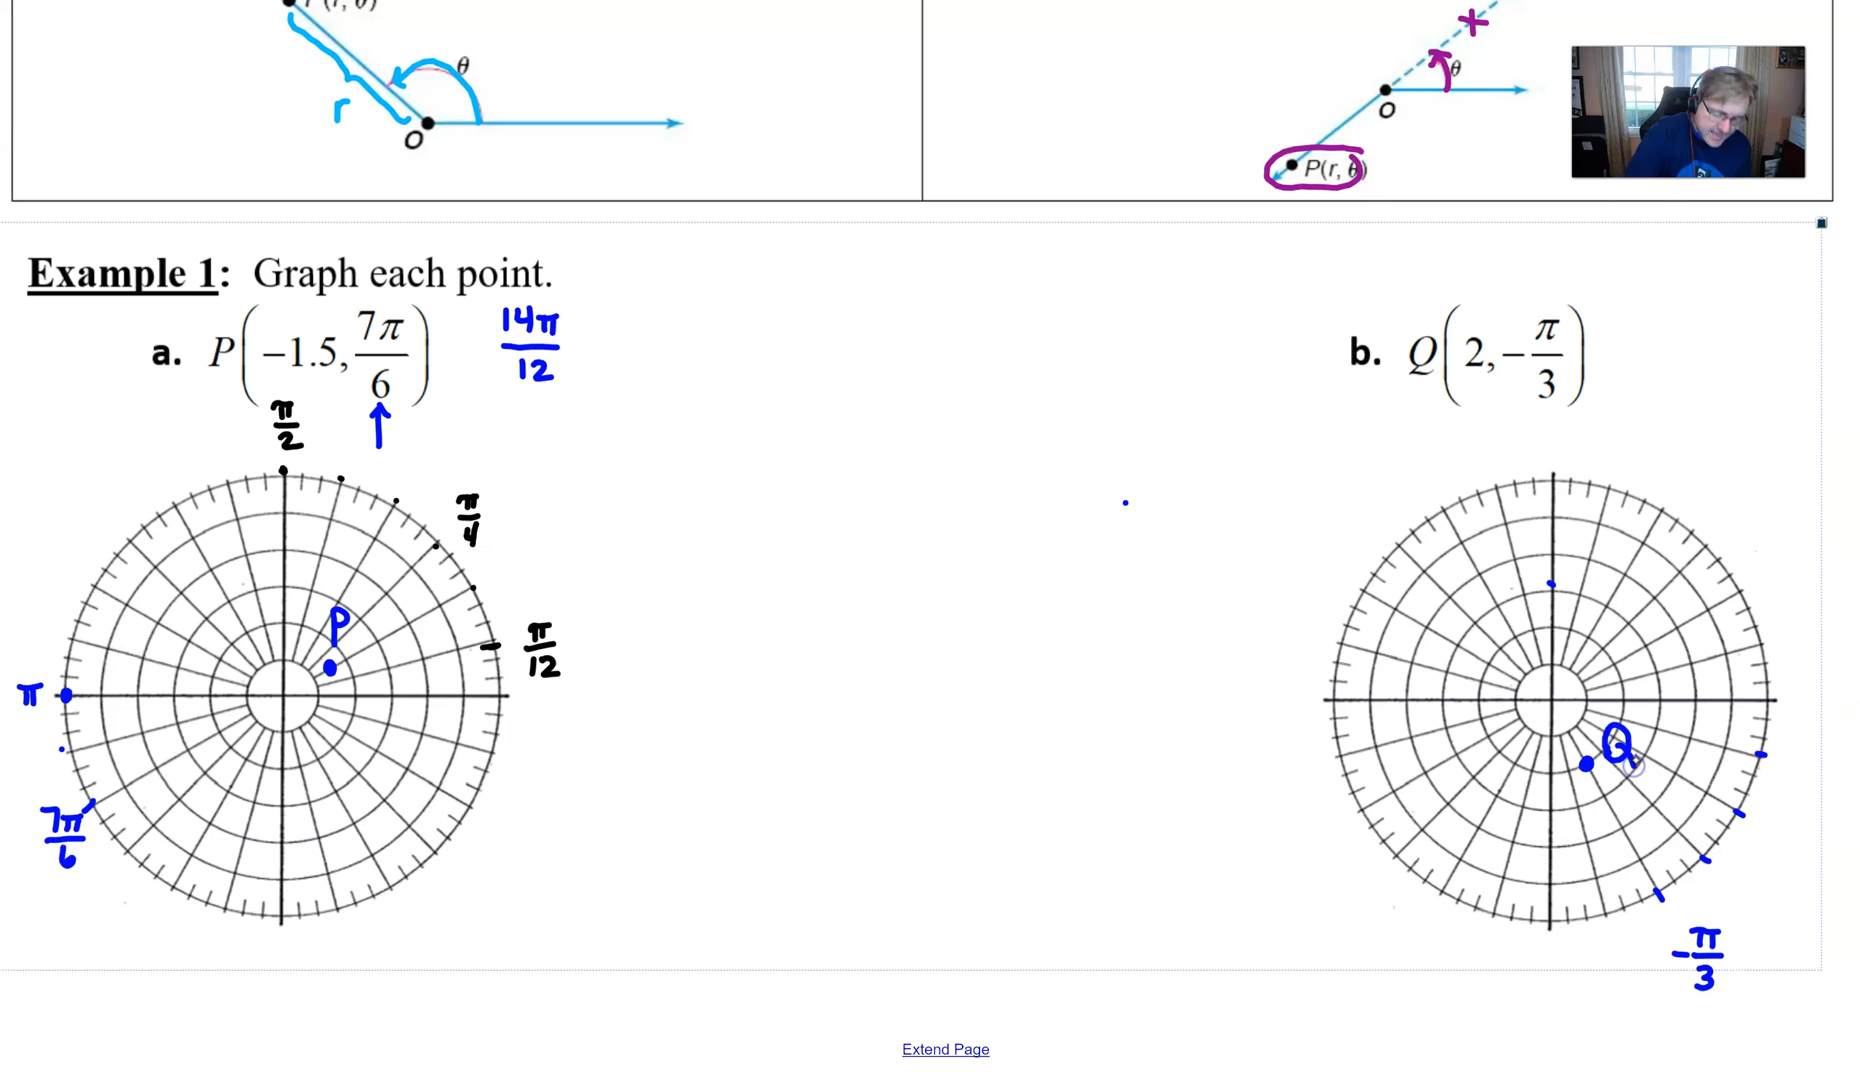 P(r, θ)
θ
r
O
+
θ
O
P(r, θ)
Example 1: Graph each point.
a. P(−1.5, 7π/6)
14π/12
b. Q(2, −π/3)
π/2
π/4
P
π/12
π
7π/6
Q
−π/3
Extend Page